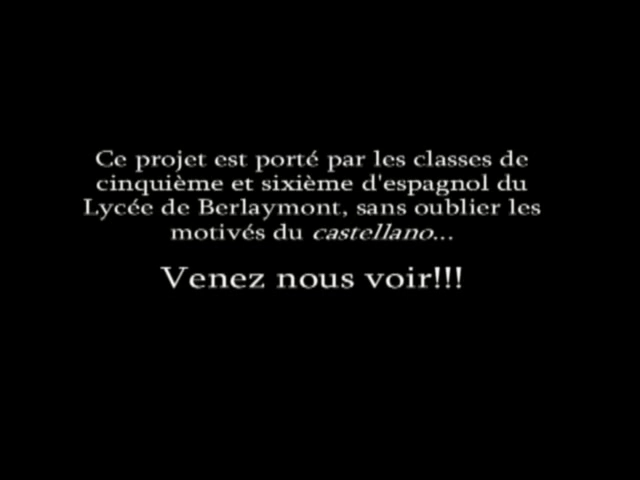 Ce projet est porté par les classes de
cinquième et sixième d'espagnol du
Lycée de Berlaymont, sans oublier les
motivés du castellano...
Venez nous voir!!!